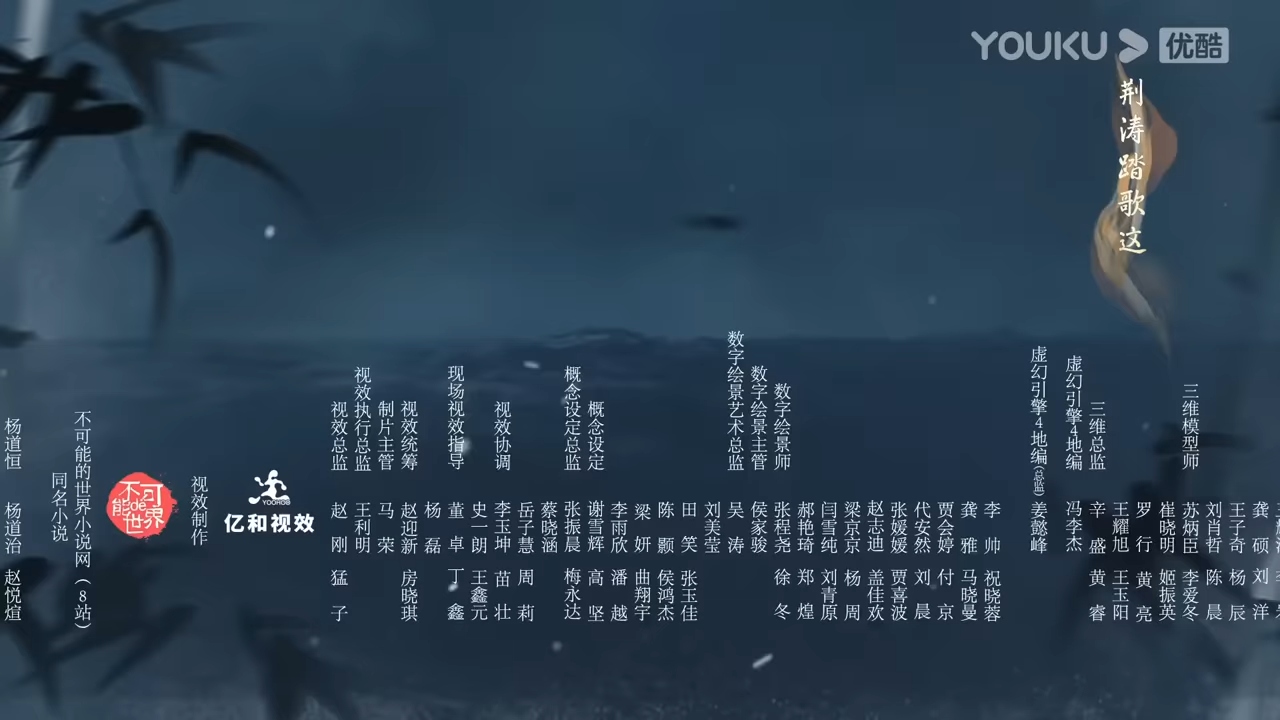 YOUKU 优酷
荆涛踏歌这
杨道恒 杨道治 赵悦煊
同名小说
不可能的世界小说网（8站）
不可能de世界
视效制作
YOOHOO
亿和视效
视效总监 赵刚 猛子
视效执行总监 王利明
制片主管 马荣
视效统筹 赵迎新 房晓琪
杨磊
现场视效指导 董卓 丁鑫
史一朗 王鑫元
视效协调 李玉坤 苗壮
岳子慧 周莉
蔡晓涵
概念设定总监 张振晨 梅永达
概念设定 谢雪辉 高坚
李雨欣 潘越
梁妍 曲翔宇
陈颢 侯鸿杰
田笑 张玉佳
刘美莹
数字绘景艺术总监 吴涛
数字绘景主管 侯家骏
数字绘景师 张程尧 徐冬
郝艳琦 郑煌
闫雪纯 刘青原
梁京京 杨周
赵志迪 盖佳欢
张媛媛 贾喜波
代安然 刘晨
贾会婷 付京
龚雅 马晓曼
李帅 祝晓蓉
虚幻引擎4地编(总监) 姜懿峰
虚幻引擎4地编 冯李杰
三维总监 辛盛 黄睿
王耀旭 王玉阳
罗广 黄亮
崔晓明 姬振英
三维模型师 苏炳臣 李爱冬
刘肖哲 陈晨
王子奇 杨辰
龚硕 刘洋